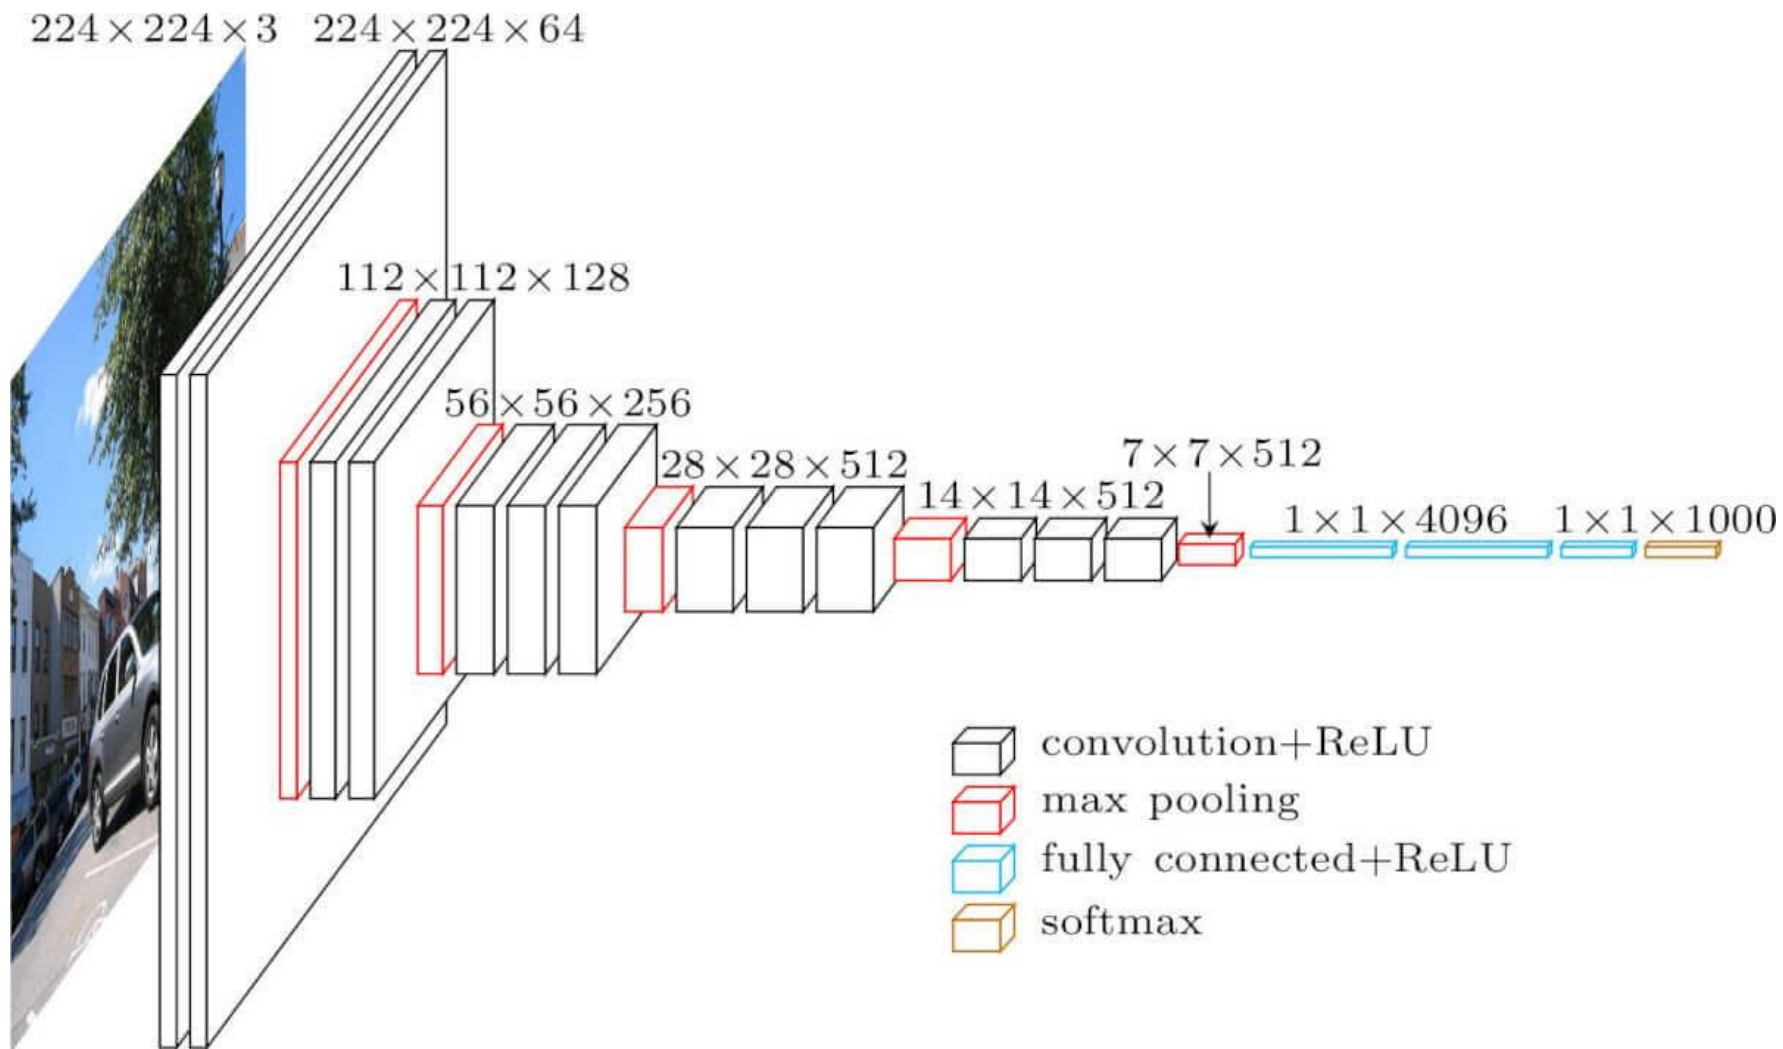 224×224×3
224×224×64
112×112×128
56×56×256
28×28×512
14×14×512
7×7×512
1×1×4096
1×1×1000
convolution+ReLU
max pooling
fully connected+ReLU
softmax